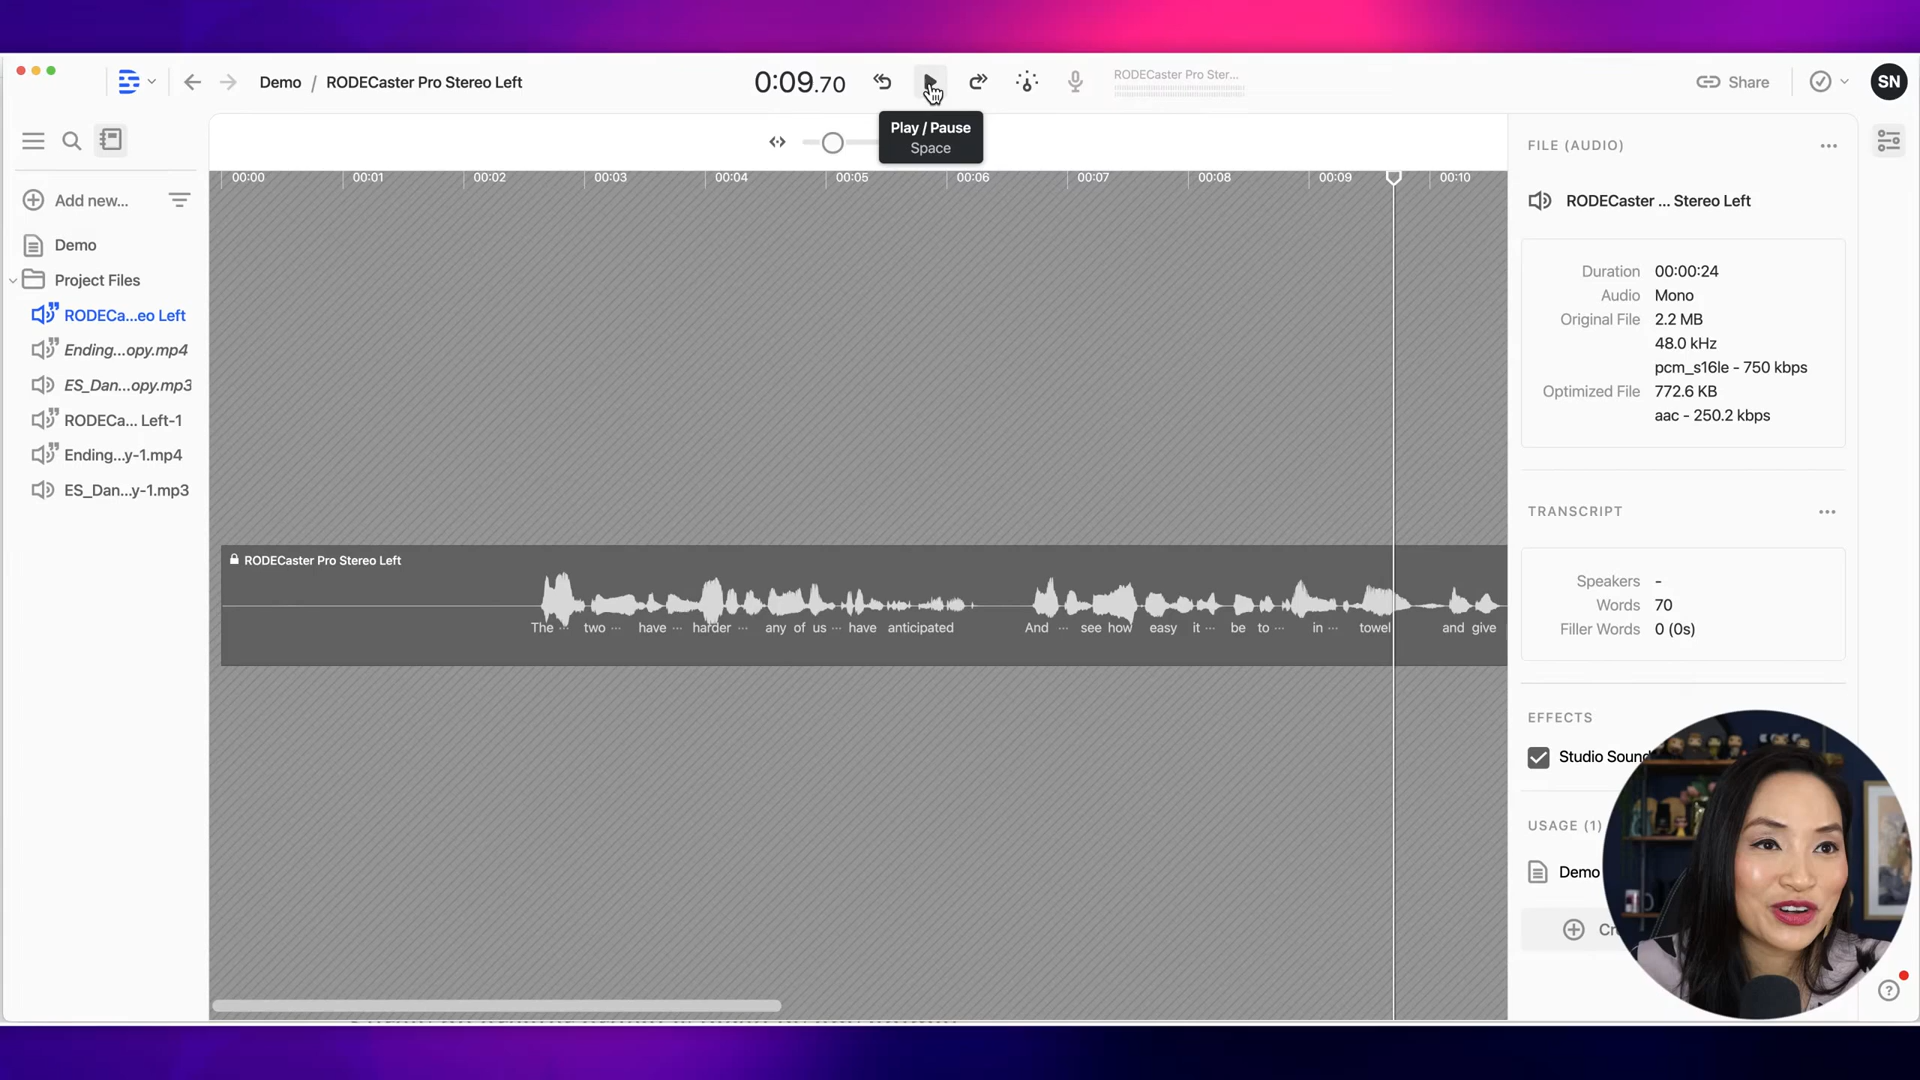 Demo / RODECaster Pro Stereo Left
0:09.70
RODECaster Pro Ster...
Share
SN
Play / Pause
Space
Add new...
Demo
Project Files
RODECa...eo Left
Ending...opy.mp4
ES_Dan...opy.mp3
RODECa... Left-1
Ending...y-1.mp4
ES_Dan...y-1.mp3
00:00 00:01 00:02 00:03 00:04 00:05 00:06 00:07 00:08 00:09 00:10
RODECaster Pro Stereo Left
The ... two ... have ... harder ... any of us ... have anticipated And ... see how easy it ... be to ... in ... towel and give
FILE (AUDIO)
RODECaster ... Stereo Left
Duration 00:00:24
Audio Mono
Original File 2.2 MB
48.0 kHz
pcm_s16le - 750 kbps
Optimized File 772.6 KB
aac - 250.2 kbps
TRANSCRIPT
Speakers -
Words 70
Filler Words 0 (0s)
EFFECTS
Studio Sound
USAGE (1)
Demo
?